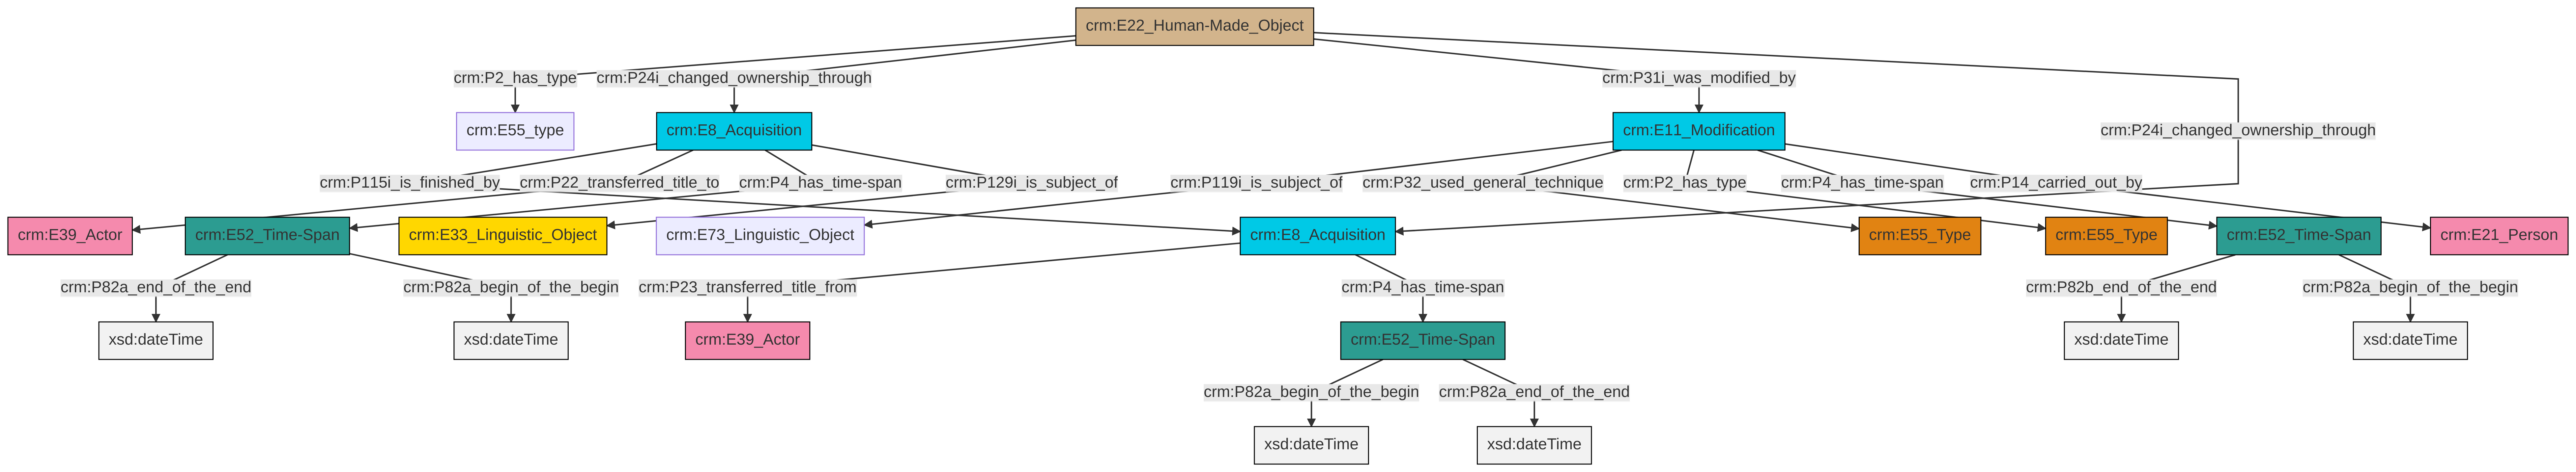 crm:E22_Human-Made_Object
crm:P2_has_type
crm:P24i_changed_ownership_through
crm:P31i_was_modified_by
crm:E55_type
crm:E8_Acquisition
crm:E11_Modification
crm:P24i_changed_ownership_through
crm:P115i_is_finished_by
crm:P22_transferred_title_to
crm:P4_has_time-span
crm:P129i_is_subject_of
crm:P119i_is_subject_of
crm:P32_used_general_technique
crm:P2_has_type
crm:P4_has_time-span
crm:P14_carried_out_by
crm:E39_Actor
crm:E52_Time-Span
crm:E33_Linguistic_Object
crm:E73_Linguistic_Object
crm:E8_Acquisition
crm:E55_Type
crm:E55_Type
crm:E52_Time-Span
crm:E21_Person
crm:P82a_end_of_the_end
crm:P82a_begin_of_the_begin
crm:P23_transferred_title_from
crm:P4_has_time-span
crm:P82b_end_of_the_end
crm:P82a_begin_of_the_begin
xsd:dateTime
xsd:dateTime
crm:E39_Actor
crm:E52_Time-Span
xsd:dateTime
xsd:dateTime
crm:P82a_begin_of_the_begin
crm:P82a_end_of_the_end
xsd:dateTime
xsd:dateTime